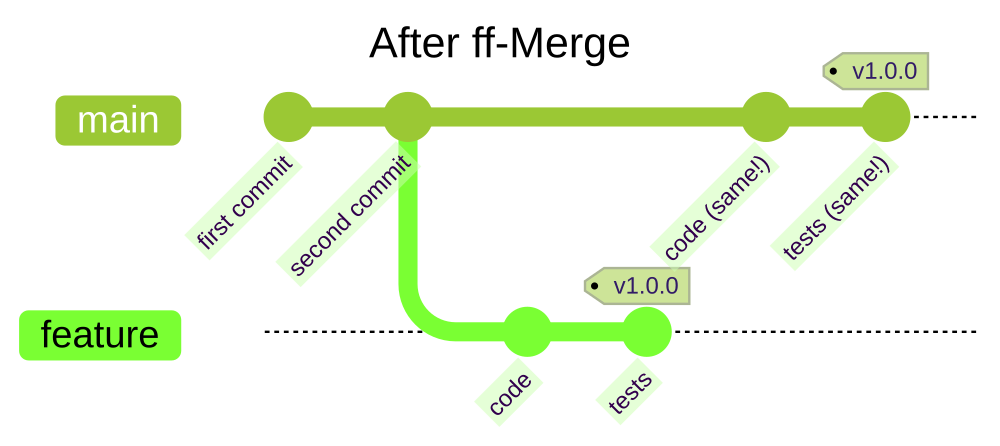 After ff-Merge
v1.0.0
main
first commit
second commit
code (same!)
tests (same!)
v1.0.0
feature
code
tests